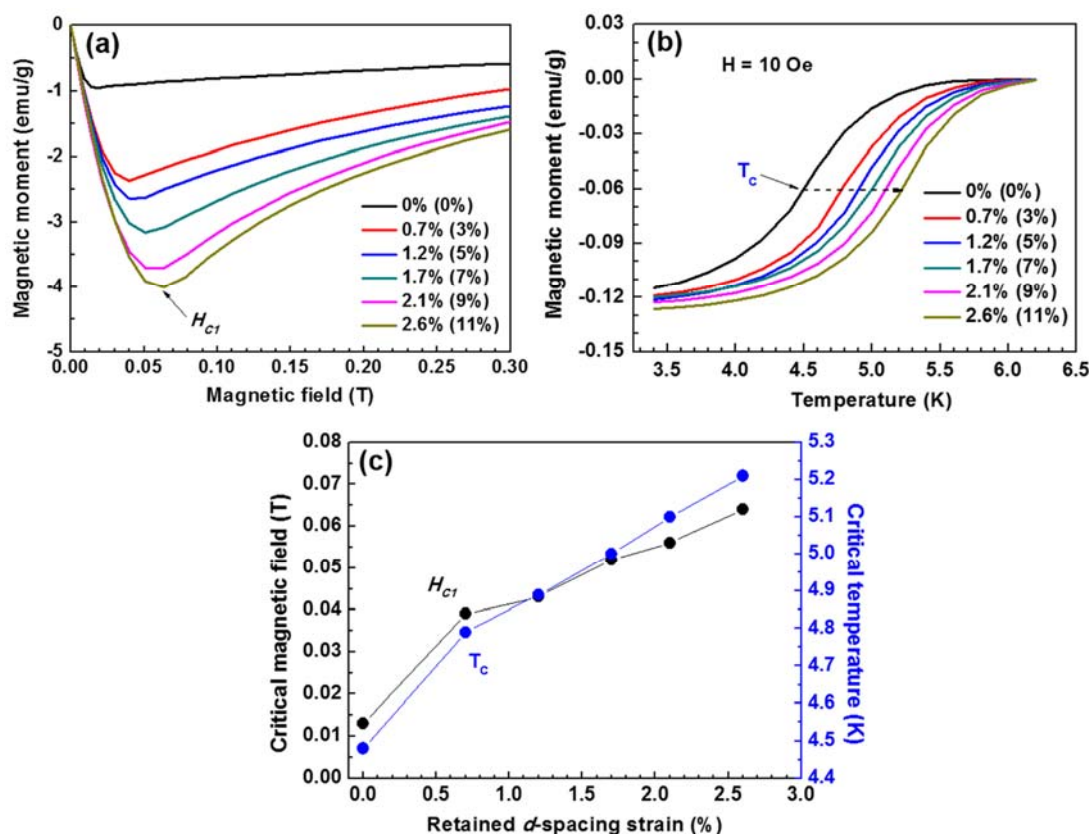 (a)
0
-1
-2
-3
-4
-5
Magnetic moment (emu/g)
0% (0%)
0.7% (3%)
1.2% (5%)
1.7% (7%)
2.1% (9%)
2.6% (11%)
H_C1
0.00 0.05 0.10 0.15 0.20 0.25 0.30
Magnetic field (T)
(b)
H = 10 Oe
0.03
0.00
-0.03
-0.06
-0.09
-0.12
-0.15
Magnetic moment (emu/g)
T_c
0% (0%)
0.7% (3%)
1.2% (5%)
1.7% (7%)
2.1% (9%)
2.6% (11%)
3.5 4.0 4.5 5.0 5.5 6.0 6.5
Temperature (K)
(c)
0.08
0.07
0.06
0.05
0.04
0.03
0.02
0.01
0.00
Critical magnetic field (T)
H_C1
T_c
5.3
5.2
5.1
5.0
4.9
4.8
4.7
4.6
4.5
4.4
Critical temperature (K)
0.0 0.5 1.0 1.5 2.0 2.5 3.0
Retained d-spacing strain (%)